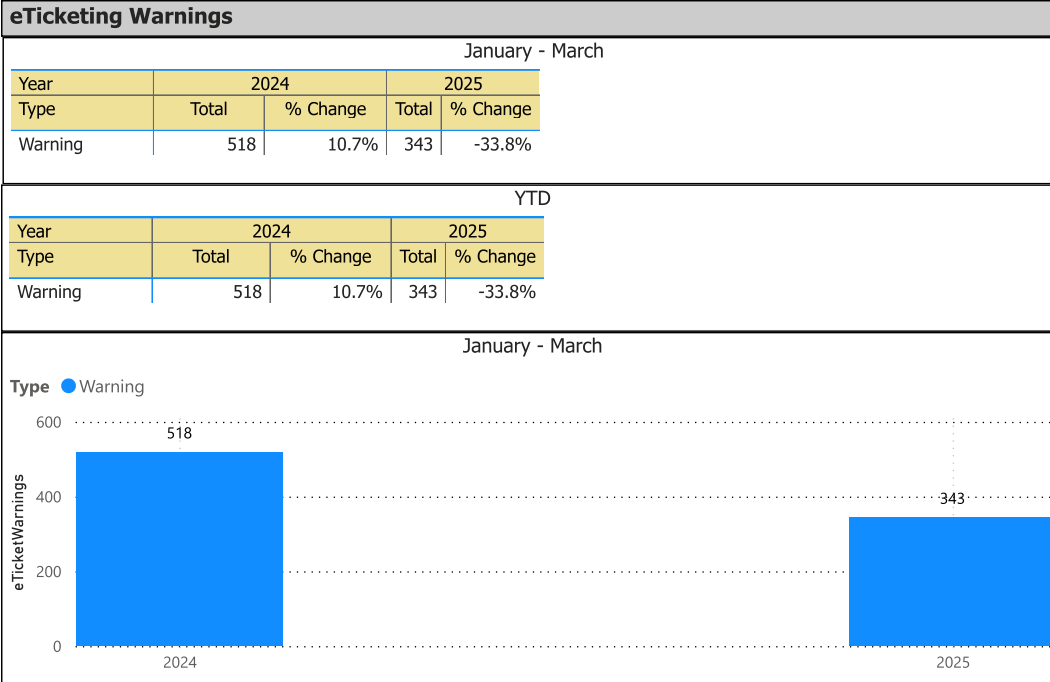 eTicketing Warnings
January - March
Year 2024 2025
Type Total % Change Total % Change
Warning 518 10.7% 343 -33.8%
YTD
Year 2024 2025
Type Total % Change Total % Change
Warning 518 10.7% 343 -33.8%
January - March
Type Warning
600
518
eTicketWarnings
400
343
200
0
2024 2025